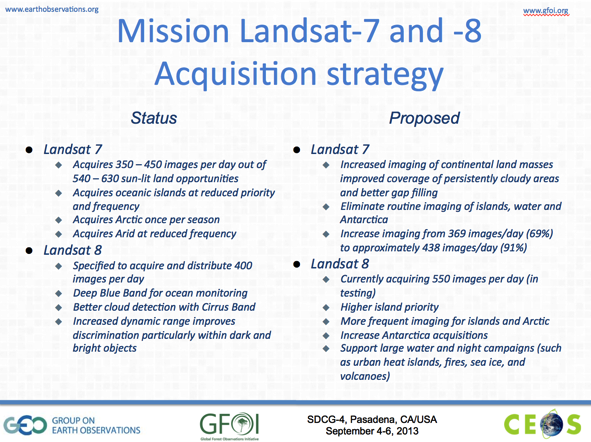 www.earthobservations.org
www.gfoi.org
Mission Landsat-7 and -8
Acquisition strategy
Status
● Landsat 7
◆ Acquires 350 – 450 images per day out of
540 – 630 sun-lit land opportunities
◆ Acquires oceanic islands at reduced priority
and frequency
◆ Acquires Arctic once per season
◆ Acquires Arid at reduced frequency
● Landsat 8
◆ Specified to acquire and distribute 400
images per day
◆ Deep Blue Band for ocean monitoring
◆ Better cloud detection with Cirrus Band
◆ Increased dynamic range improves
discrimination particularly within dark and
bright objects
Proposed
● Landsat 7
◆ Increased imaging of continental land masses
improved coverage of persistently cloudy areas
and better gap filling
◆ Eliminate routine imaging of islands, water and
Antarctica
◆ Increase imaging from 369 images/day (69%)
to approximately 438 images/day (91%)
● Landsat 8
◆ Currently acquiring 550 images per day (in
testing)
◆ Higher island priority
◆ More frequent imaging for islands and Arctic
◆ Increase Antarctica acquisitions
◆ Support large water and night campaigns (such
as urban heat islands, fires, sea ice, and
volcanoes)
GEO GROUP ON
EARTH OBSERVATIONS
GFOI
Global Forest Observations Initiative
SDCG-4, Pasadena, CA/USA
September 4-6, 2013
CEOS